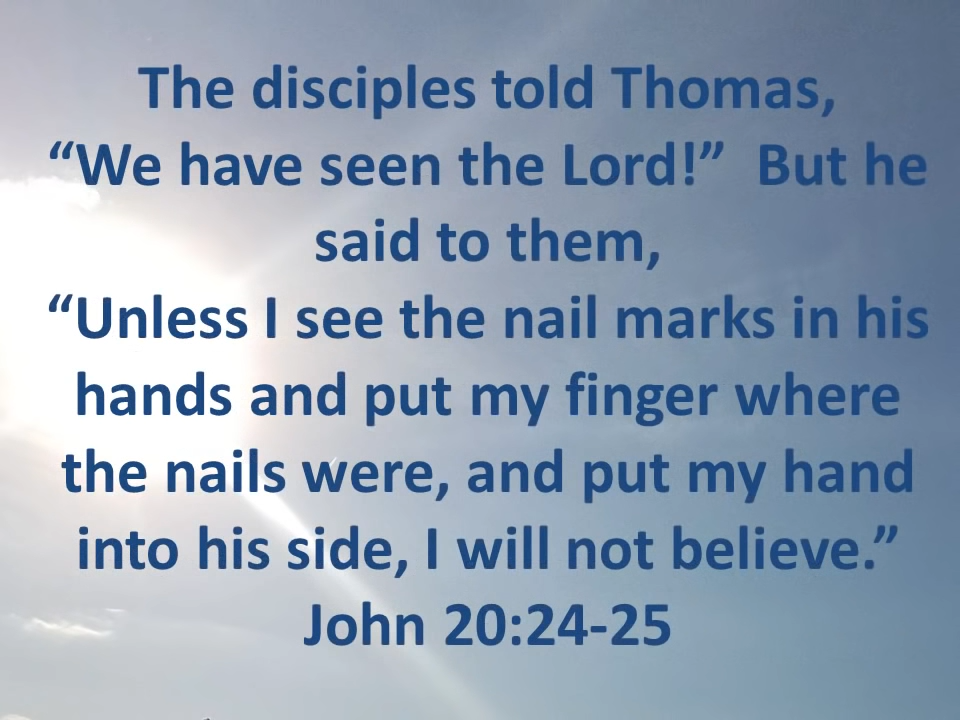 The disciples told Thomas,
“We have seen the Lord!”  But he
said to them,
“Unless I see the nail marks in his
hands and put my finger where
the nails were, and put my hand
into his side, I will not believe.”
John 20:24-25